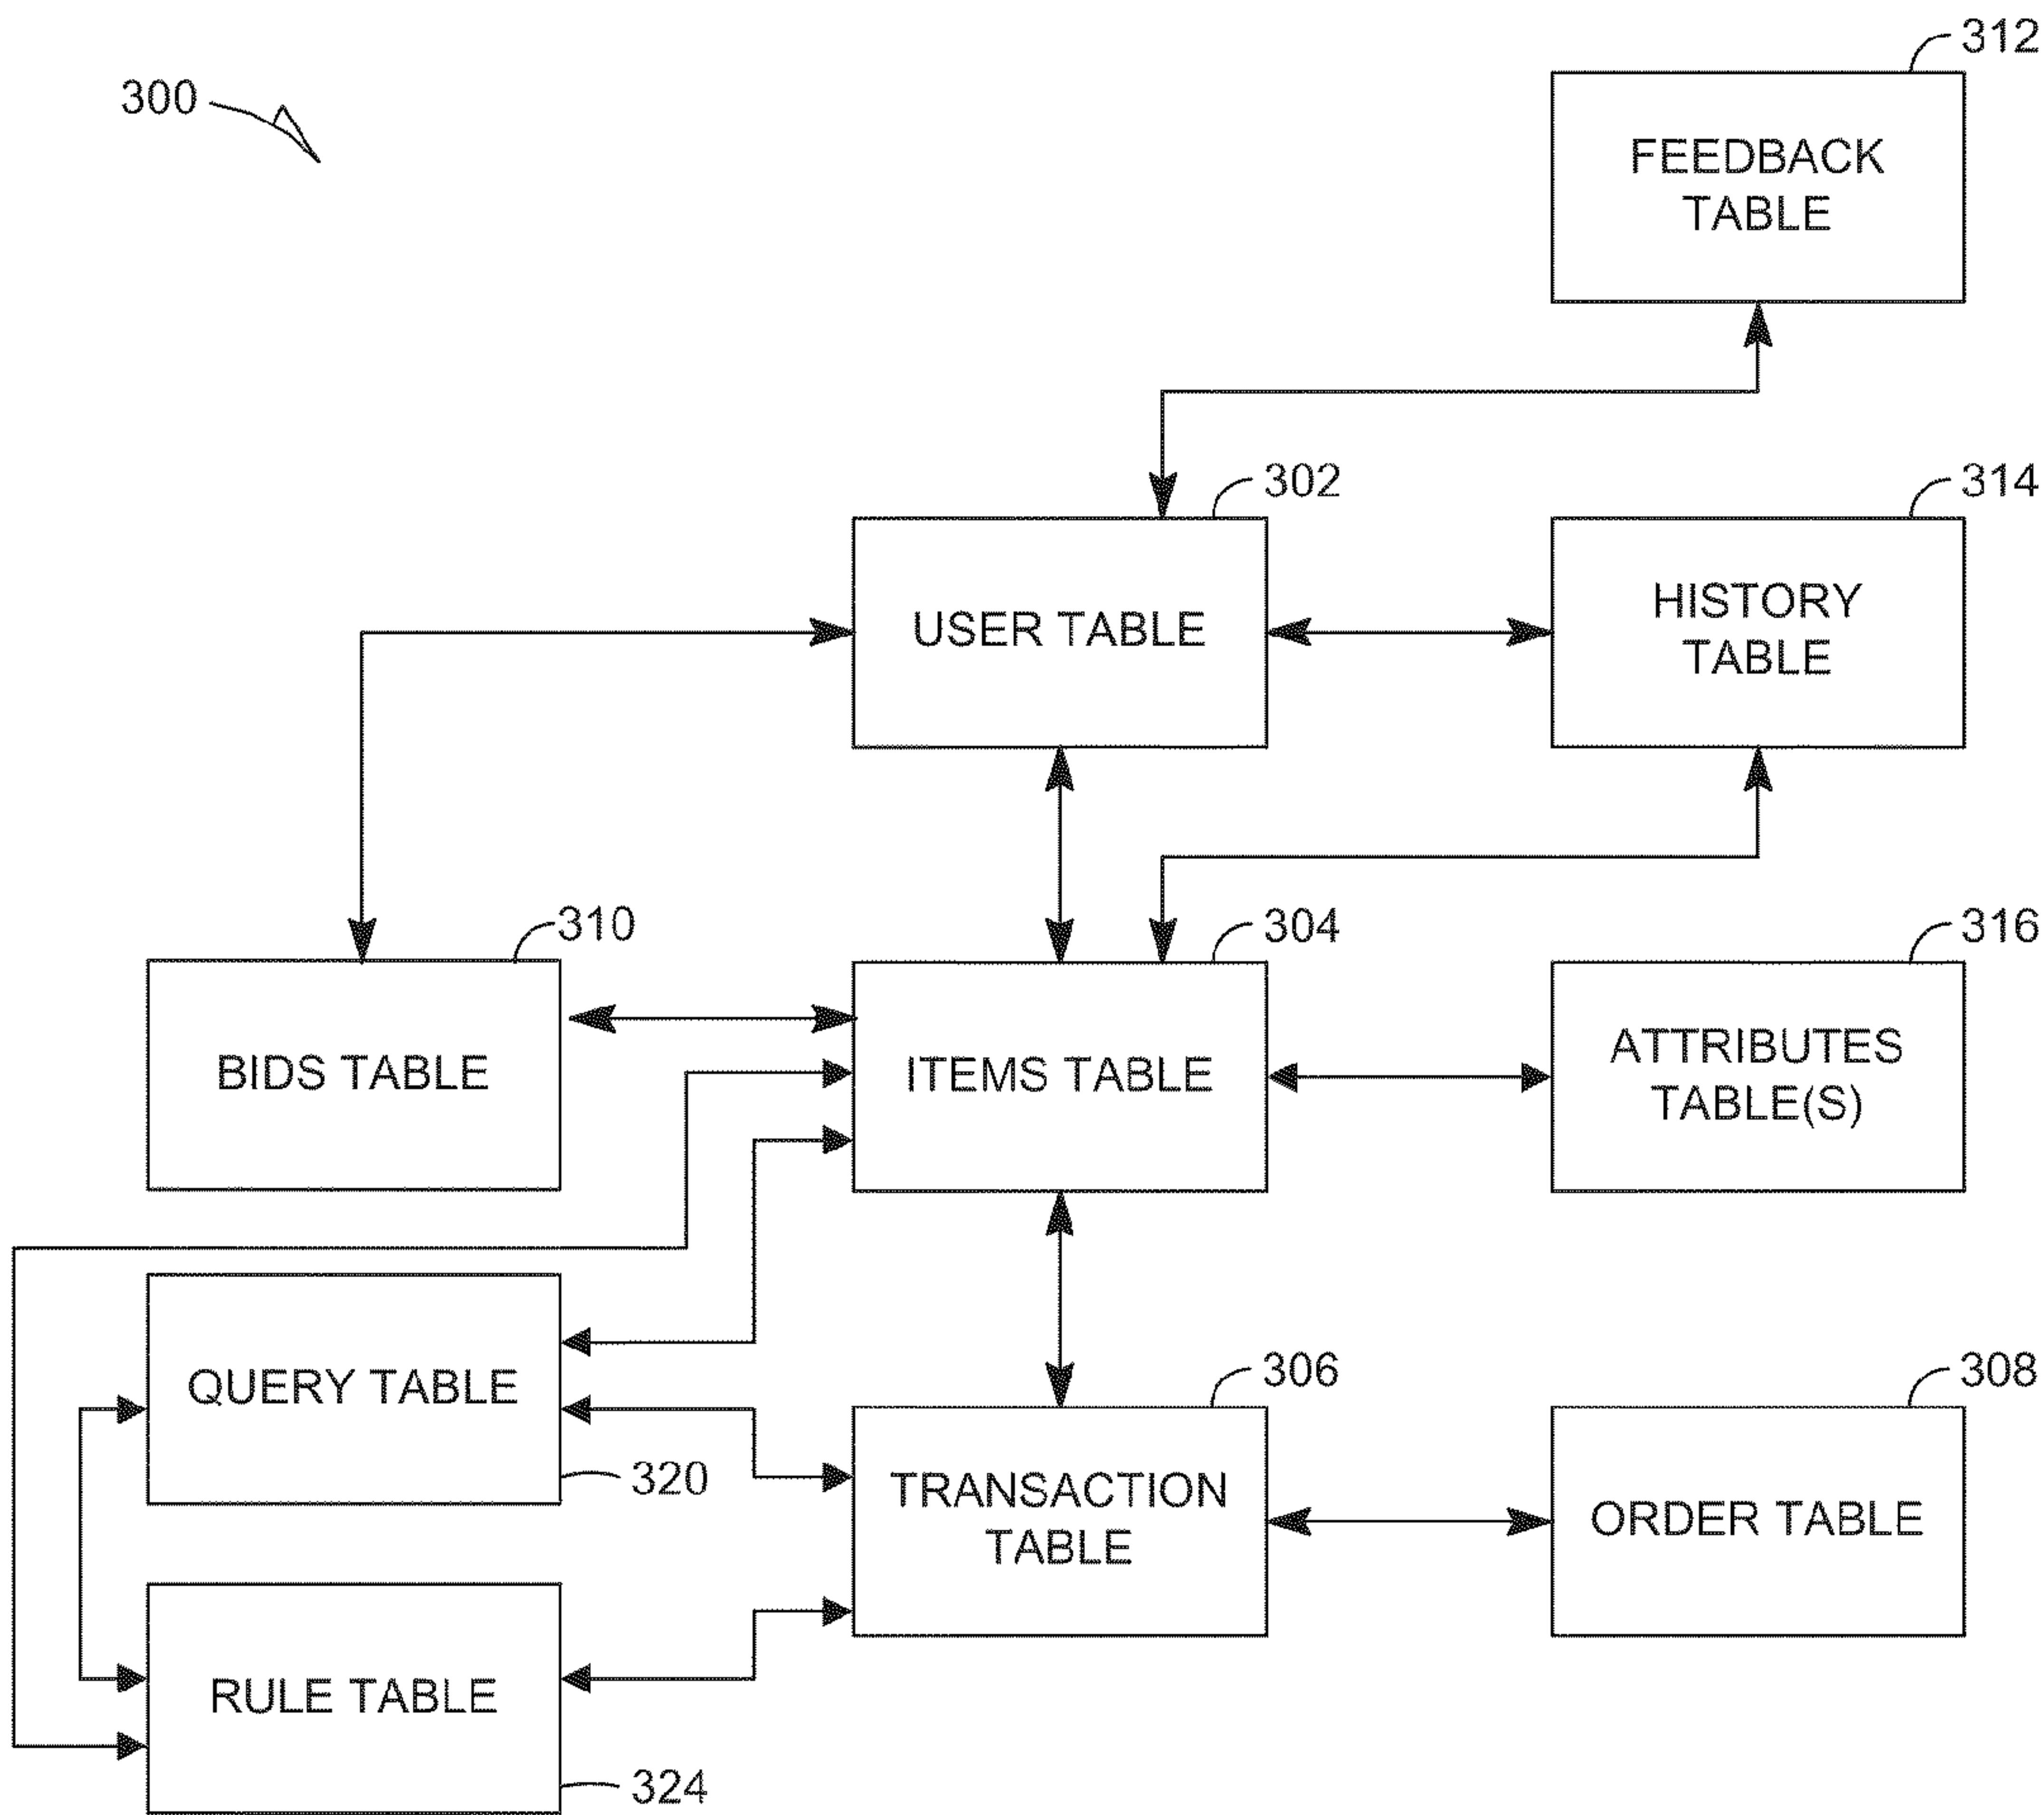 312
300
FEEDBACK
TABLE
302
314
USER TABLE
HISTORY
TABLE
310
304
316
BIDS TABLE
ITEMS TABLE
ATTRIBUTES
TABLE(S)
306
308
QUERY TABLE
320
TRANSACTION
TABLE
ORDER TABLE
RULE TABLE
324